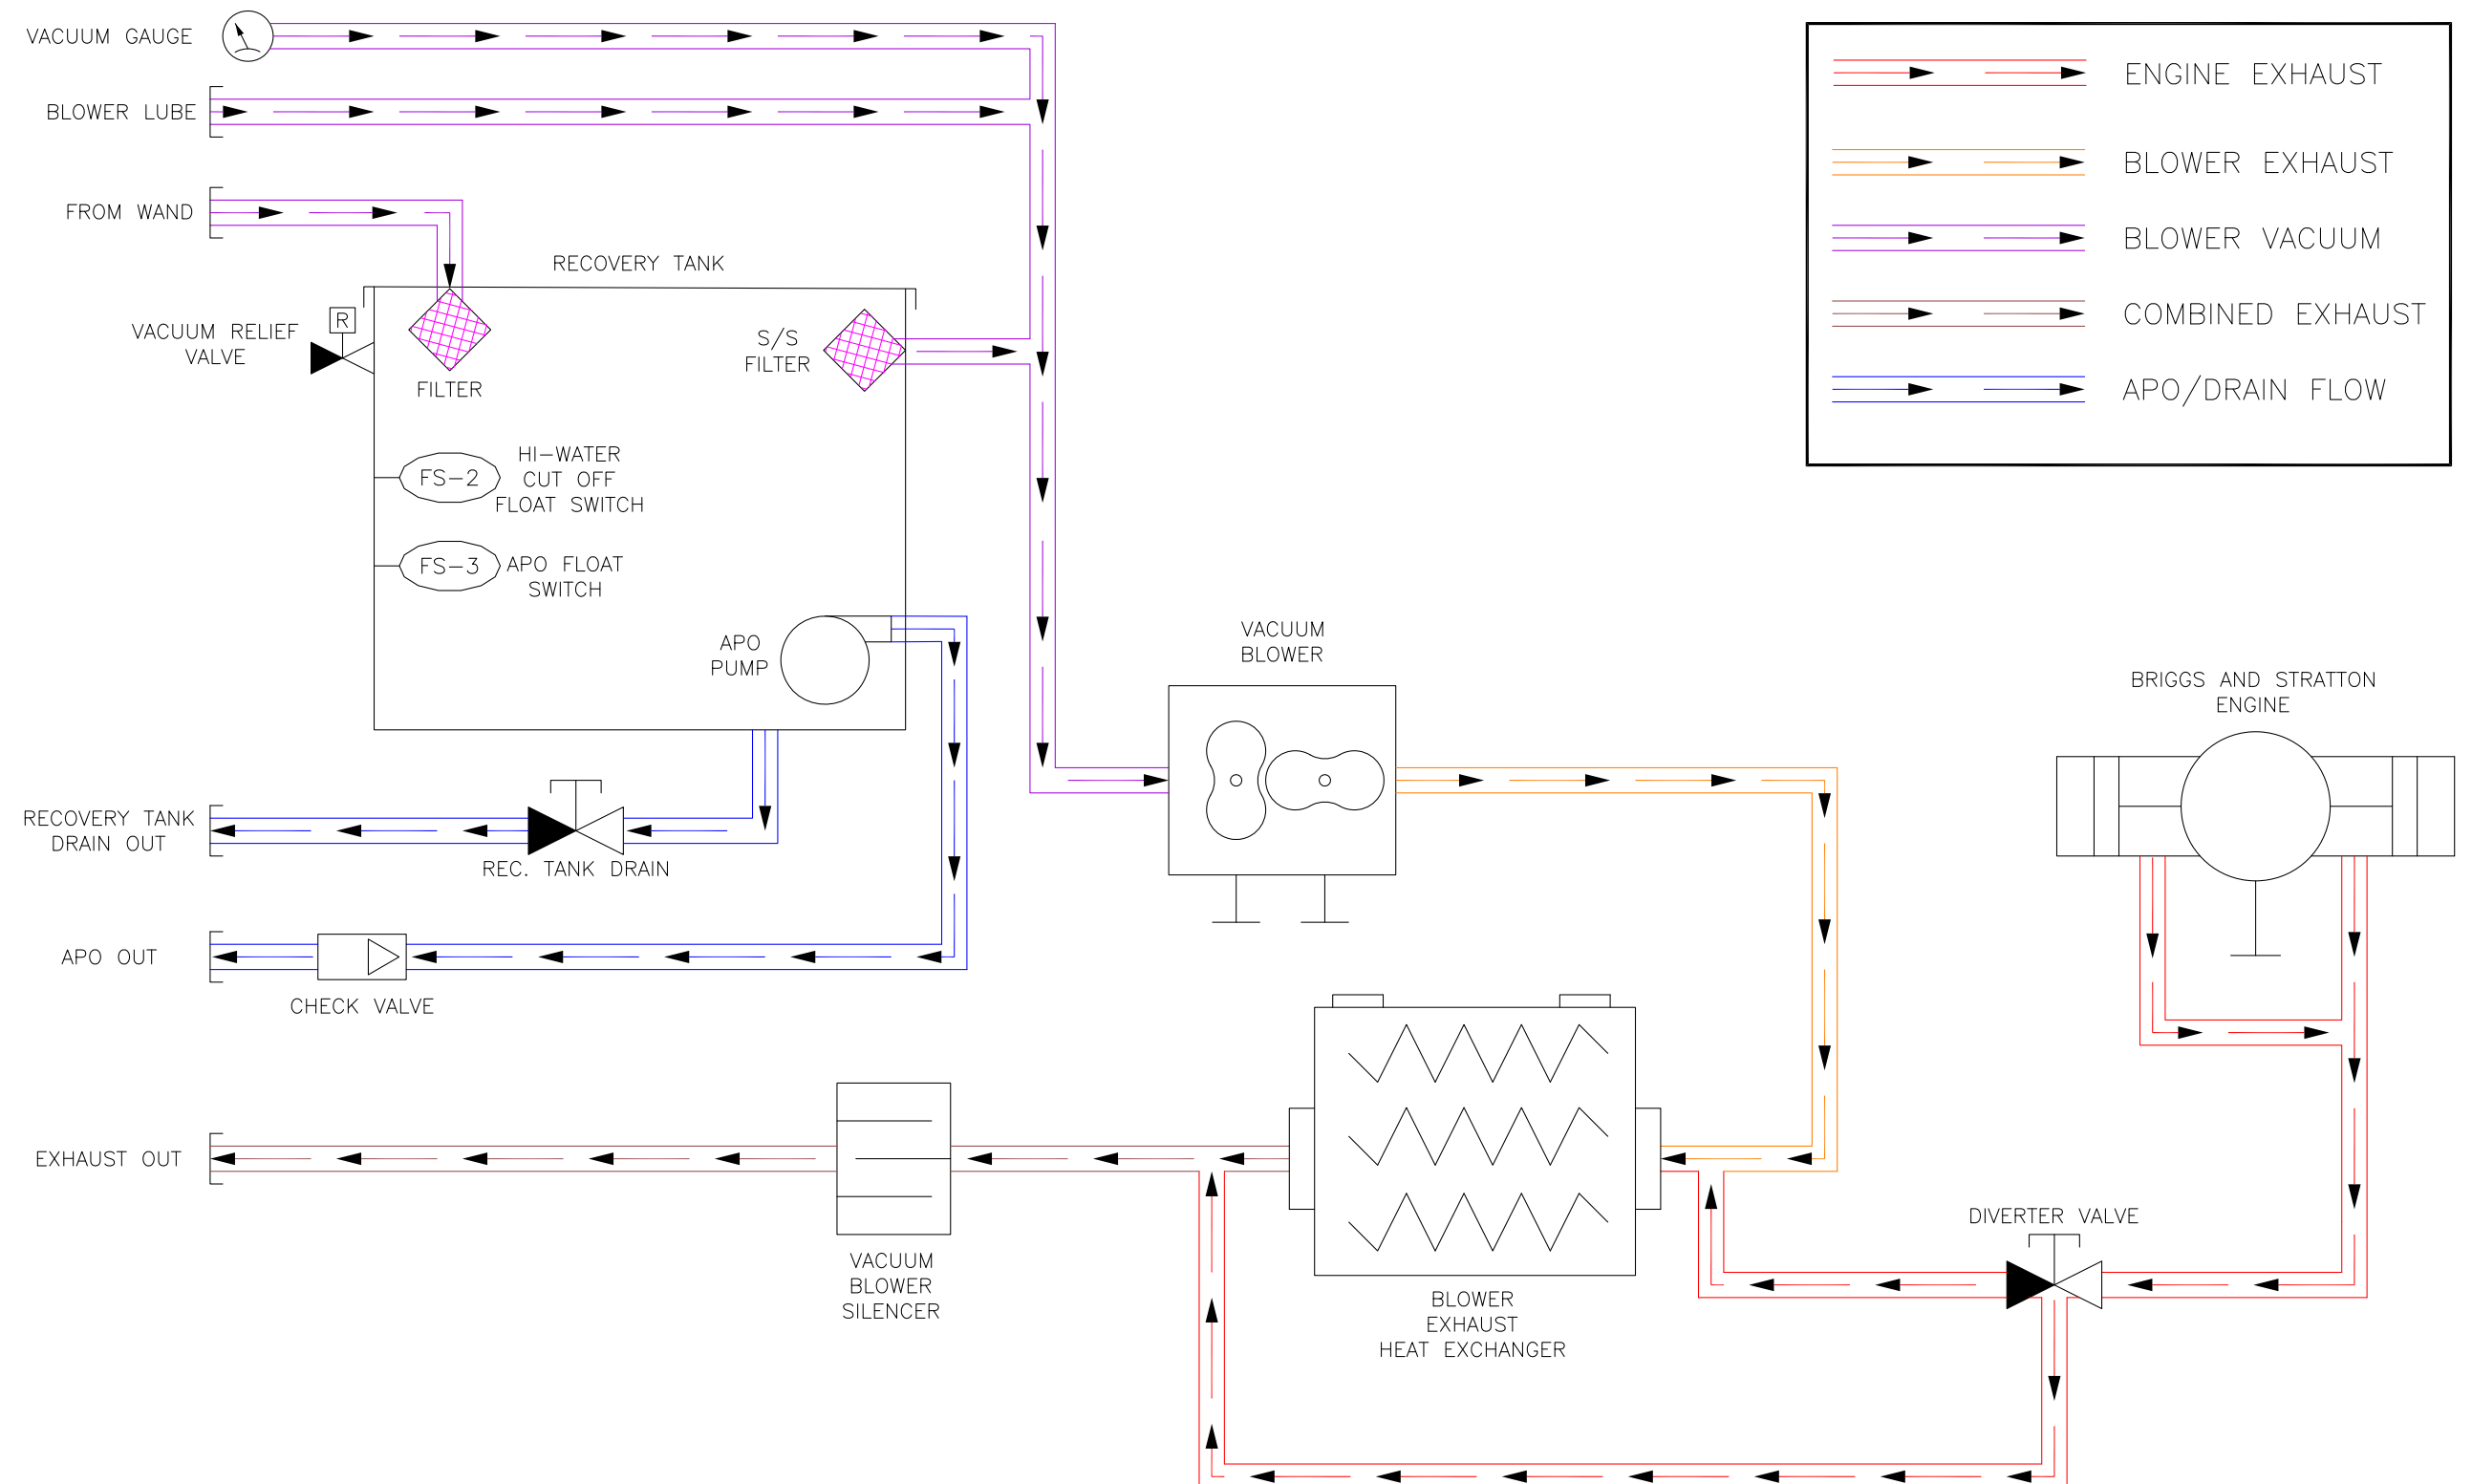 VACUUM GAUGE
BLOWER LUBE
FROM WAND
RECOVERY TANK
R
VACUUM RELIEF
VALVE
FILTER
S/S
FILTER
FS-2
HI-WATER
CUT OFF
FLOAT SWITCH
FS-3
APO FLOAT
SWITCH
APO
PUMP
RECOVERY TANK
DRAIN OUT
REC. TANK DRAIN
APO OUT
CHECK VALVE
EXHAUST OUT
VACUUM
BLOWER
SILENCER
VACUUM
BLOWER
BLOWER
EXHAUST
HEAT EXCHANGER
BRIGGS AND STRATTON
ENGINE
DIVERTER VALVE
ENGINE EXHAUST
BLOWER EXHAUST
BLOWER VACUUM
COMBINED EXHAUST
APO/DRAIN FLOW